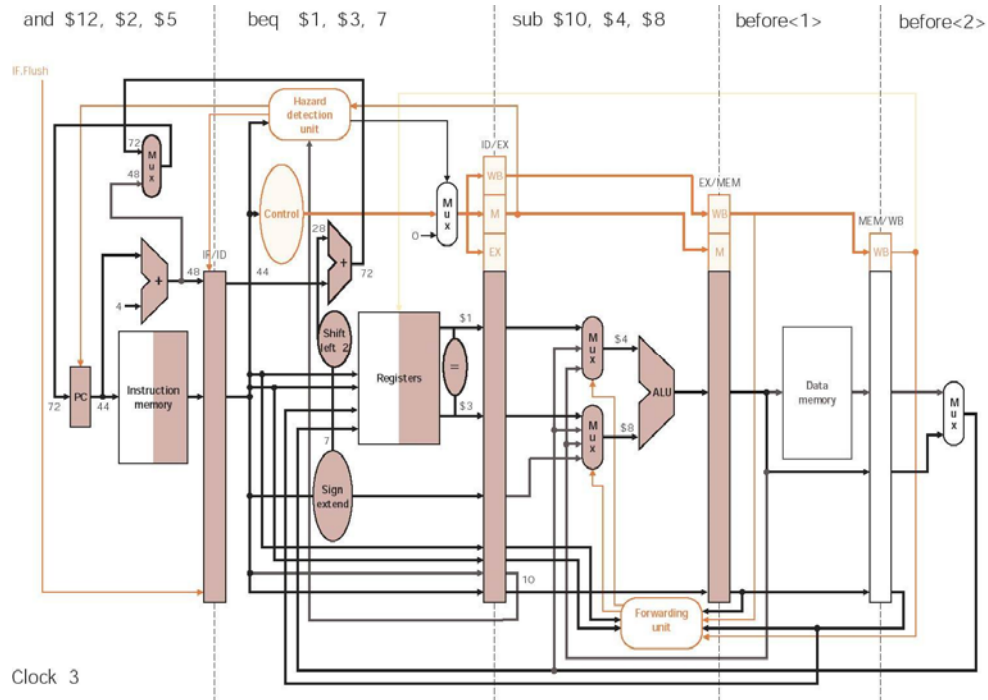 and $12, $2, $5
beq $1, $3, 7
sub $10, $4, $8
before<1>
before<2>
IF.Flush
Hazard
detection
unit
72
48
Mux
Control
Mux
0
ID/EX
WB
M
EX
EX/MEM
WB
M
MEM/WB
WB
28
+
72
+
48
IF/ID
44
4
Shift
left 2
$1
Registers
=
$3
Mux
$4
ALU
Mux
$8
Data
memory
Mux
PC
72
44
Instruction
memory
7
Sign
extend
10
Forwarding
unit
Clock 3